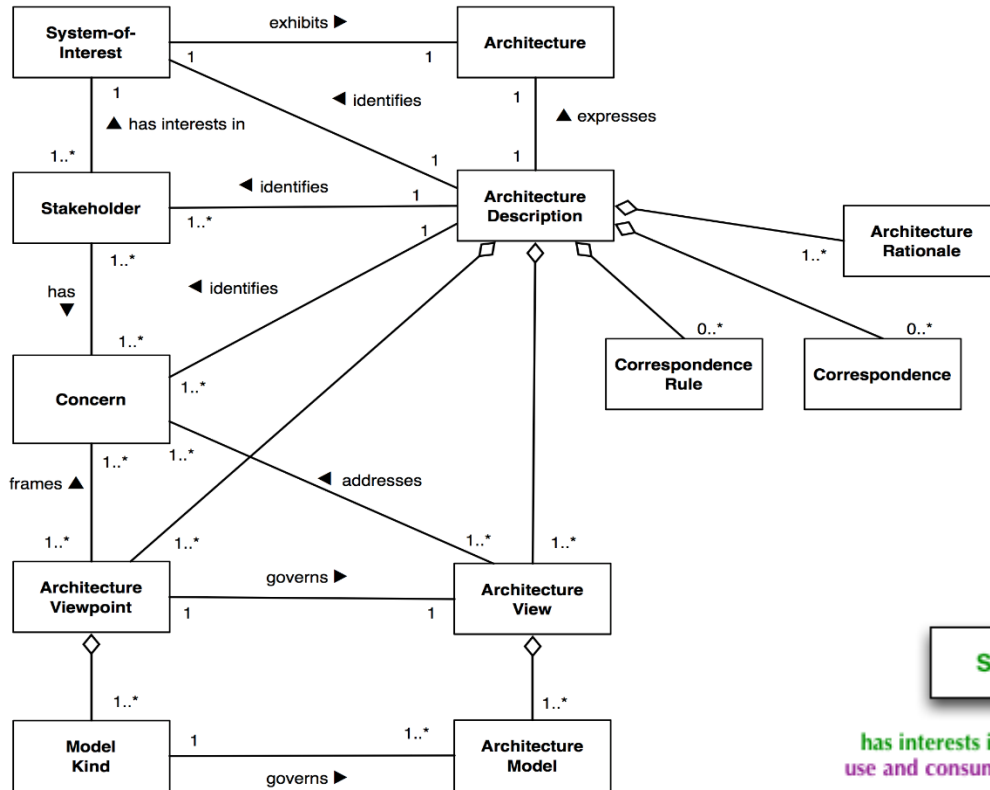 exhibits ►
System-of-
Interest
Architecture
1
1
1
1
◄ identifies
▲ has interests in
▲ expresses
1..*
1
1
◄ identifies
1
Stakeholder
Architecture
Description
1..*
1
Architecture
Rationale
1..*
1..*
has
▼
◄ identifies
0..*
0..*
1..*
Correspondence
Rule
Correspondence
1..*
Concern
1..*
1..*
frames ▲
◄ addresses
1..*
1..*
1..*
1..*
governs ►
Architecture
Viewpoint
Architecture
View
1
1
1..*
1..*
S
Model
Kind
1
1..*
Architecture
Model
governs ►
has interests i
use and consum